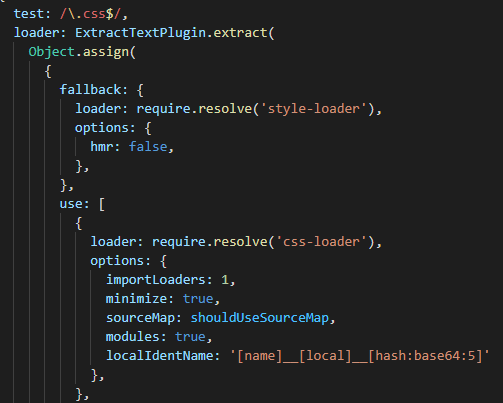 {
test: /\.css$/,
loader: ExtractTextPlugin.extract(
Object.assign(
{
fallback: {
loader: require.resolve('style-loader'),
options: {
hmr: false,
},
},
use: [
{
loader: require.resolve('css-loader'),
options: {
importLoaders: 1,
minimize: true,
sourceMap: shouldUseSourceMap,
modules: true,
localIdentName: '[name]__[local]__[hash:base64:5]'
},
},